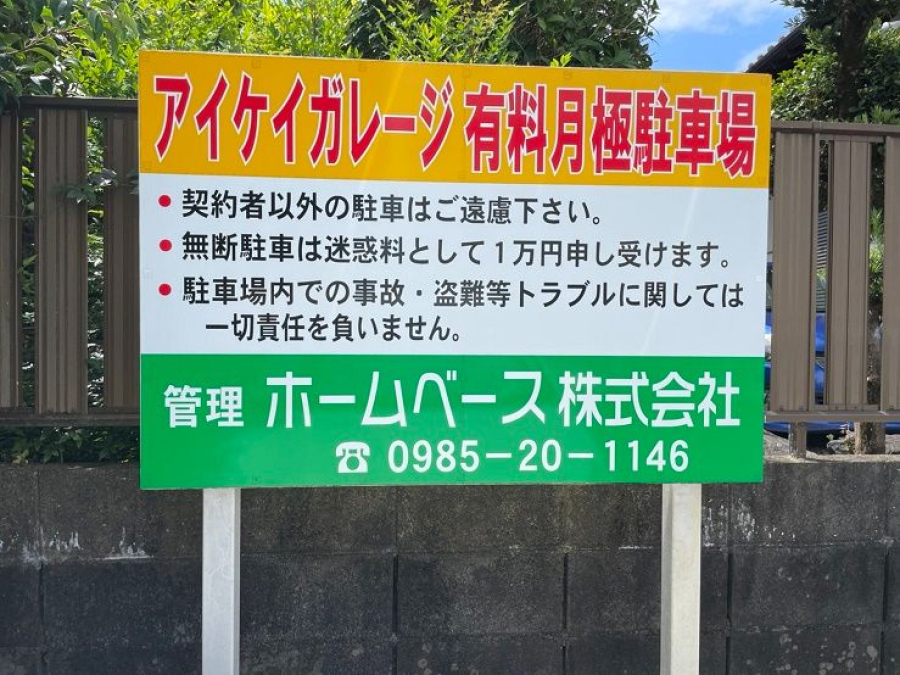 アイケイガレージ 有料月極駐車場
• 契約者以外の駐車はご遠慮下さい。
• 無断駐車は迷惑料として1万円申し受けます。
• 駐車場内での事故・盗難等トラブルに関しては
一切責任を負いません。
管理 ホームベース株式会社
☎ 0985-20-1146